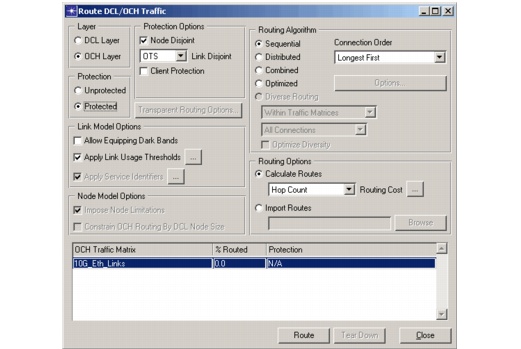 Route DCL/OCH Traffic
Layer
DCL Layer
OCH Layer
Protection
Unprotected
Protected
Protection Options
Node Disjoint
OTS Link Disjoint
Client Protection
Transparent Routing Options...
Link Model Options
Allow Equipping Dark Bands
Apply Link Usage Thresholds ...
Apply Service Identifiers ...
Node Model Options
Impose Node Limitations
Constrain OCH Routing By DCL Node Size
Routing Algorithm
Sequential
Distributed
Combined
Optimized
Diverse Routing
Connection Order
Longest First
Options...
Within Traffic Matrices
All Connections
Optimize Diversity
Routing Options
Calculate Routes
Hop Count Routing Cost ...
Import Routes
Browse
OCH Traffic Matrix % Routed Protection
10G_Eth_Links 0.0 N/A
Route Tear Down Close